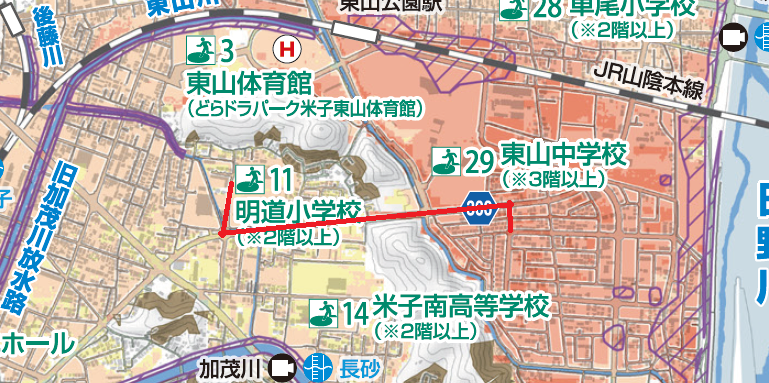 後藤川
東山川
東山公園駅
28 車尾小学校
(※2階以上)
3
H
東山体育館
(どらドラパーク米子東山体育館)
JR山陰本線
29 東山中学校
(※3階以上)
11
明道小学校
(※2階以上)
旧加茂川放水路
子
日野川
14 米子南高等学校
(※2階以上)
ホール
加茂川
長砂